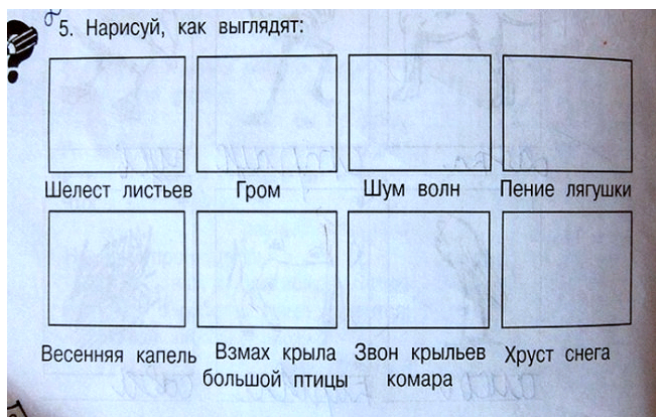 5. Нарисуй, как выглядят:
Шелест листьев Гром Шум волн Пение лягушки
Весенняя капель Взмах крыла Звон крыльев Хруст снега
большой птицы комара